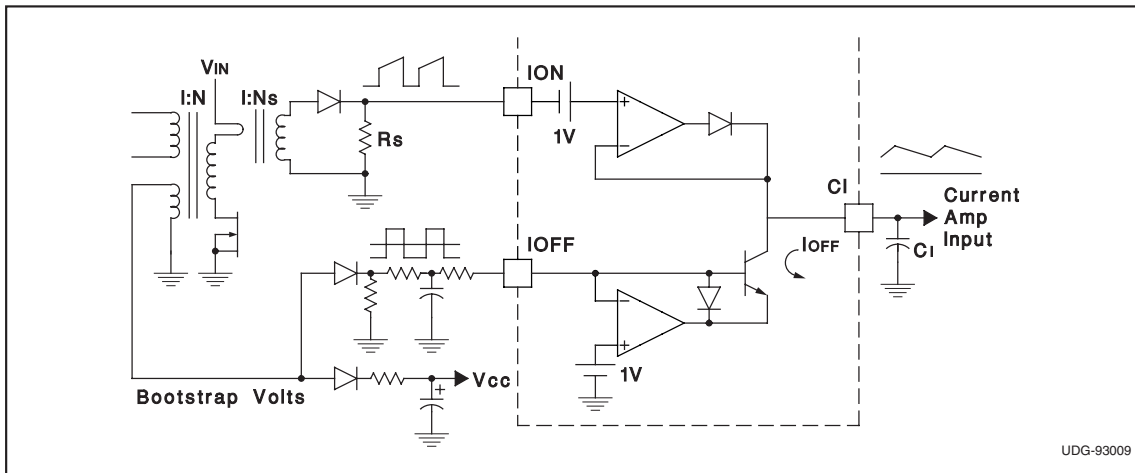 VIN
I:N
I:Ns
Rs
ION
1V
+
−
CI
Current
Amp
Input
CI
IOFF
IOFF
−
+
1V
Bootstrap Volts
+
Vcc
UDG-93009